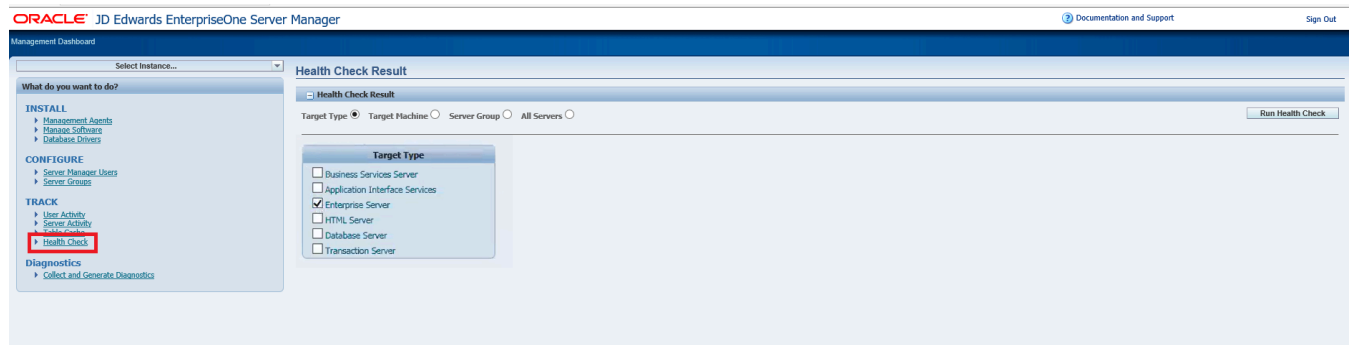 ORACLE JD Edwards EnterpriseOne Server Manager
Documentation and Support
Sign Out
Management Dashboard
Select Instance...
What do you want to do?
INSTALL
Management Agents
Manage Software
Database Drivers
CONFIGURE
Server Manager Users
Server Groups
TRACK
User Activity
Server Activity
Table Cache
Health Check
Diagnostics
Collect and Generate Diagnostics
Health Check Result
Health Check Result
Target Type Target Machine Server Group All Servers
Run Health Check
Target Type
Business Services Server
Application Interface Services
Enterprise Server
HTML Server
Database Server
Transaction Server